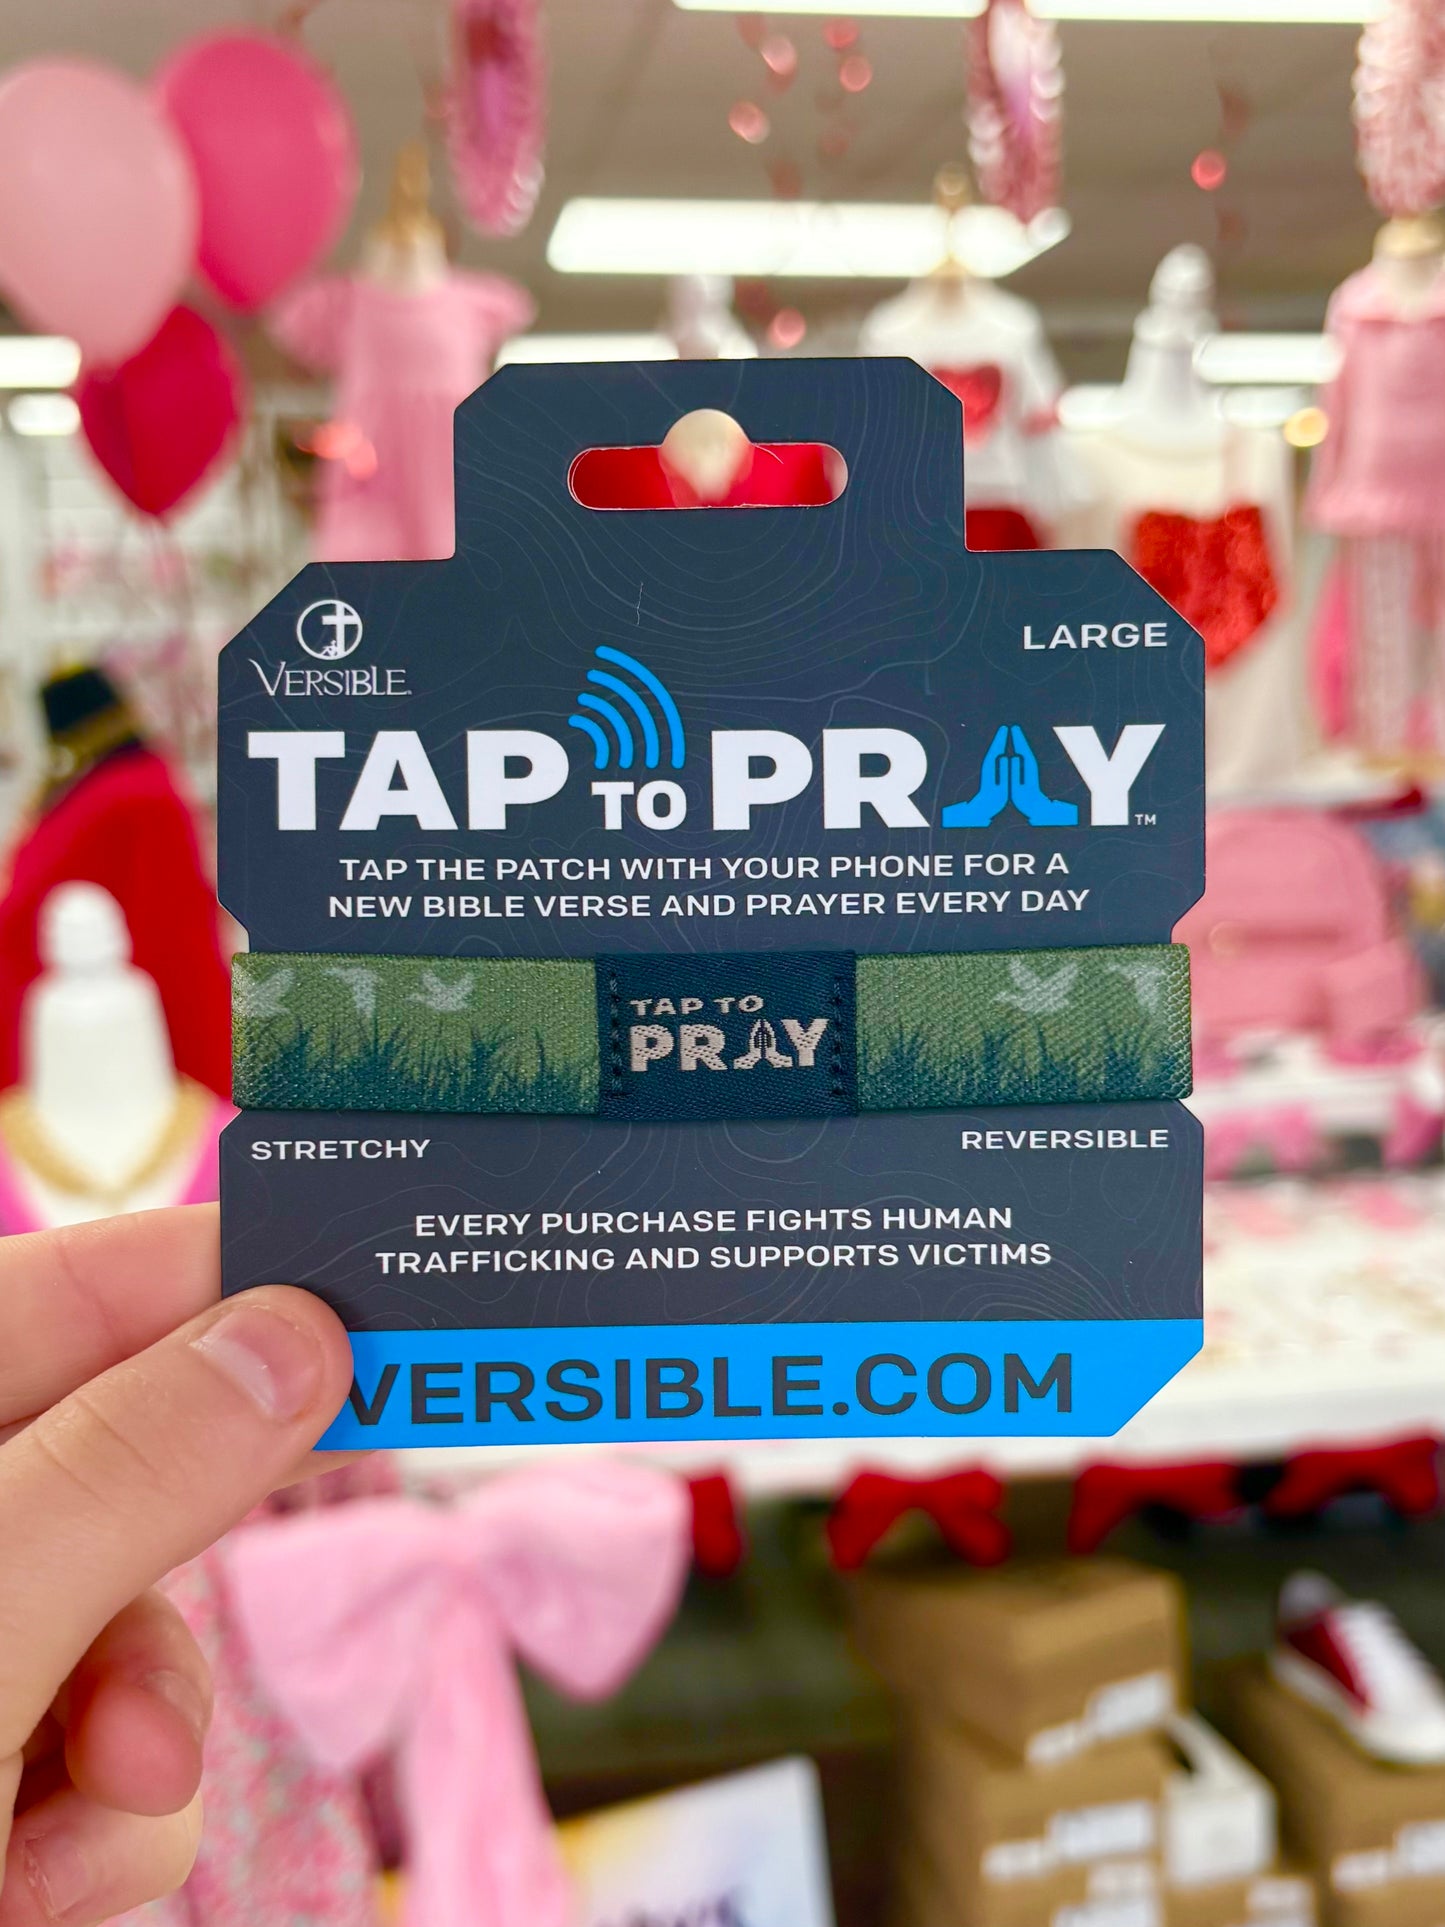 VERSIBLE
LARGE
TAP TO PRAY™
TAP THE PATCH WITH YOUR PHONE FOR A
NEW BIBLE VERSE AND PRAYER EVERY DAY
TAP TO
PRAY
STRETCHY
REVERSIBLE
EVERY PURCHASE FIGHTS HUMAN
TRAFFICKING AND SUPPORTS VICTIMS
VERSIBLE.COM